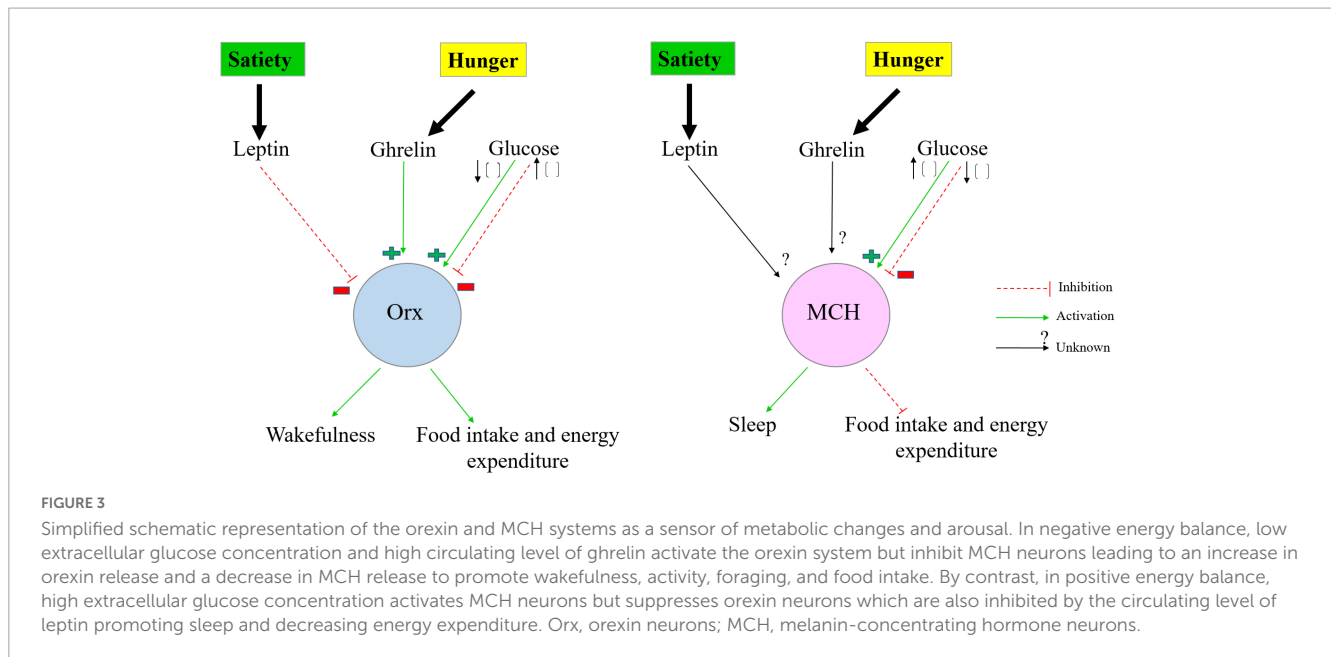 Satiety
Hunger
Leptin
Ghrelin
Glucose
↓ [ ] ↑ [ ]
Orx
Wakefulness
Food intake and energy
expenditure
Satiety
Hunger
Leptin
Ghrelin
Glucose
↑ [ ] ↓ [ ]
?
?
MCH
Sleep
Food intake and energy
expenditure
Inhibition
Activation
? Unknown
FIGURE 3
Simplified schematic representation of the orexin and MCH systems as a sensor of metabolic changes and arousal. In negative energy balance, low
extracellular glucose concentration and high circulating level of ghrelin activate the orexin system but inhibit MCH neurons leading to an increase in
orexin release and a decrease in MCH release to promote wakefulness, activity, foraging, and food intake. By contrast, in positive energy balance,
high extracellular glucose concentration activates MCH neurons but suppresses orexin neurons which are also inhibited by the circulating level of
leptin promoting sleep and decreasing energy expenditure. Orx, orexin neurons; MCH, melanin-concentrating hormone neurons.